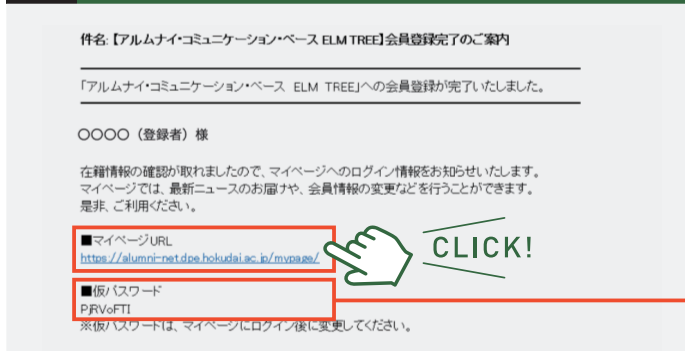 件名:【アルムナイ・コミュニケーション・ベース ELM TREE】会員登録完了のご案内
「アルムナイ・コミュニケーション・ベース ELM TREE」への会員登録が完了いたしました。
〇〇〇〇（登録者）様
在籍情報の確認が取れましたので、マイページへのログイン情報をお知らせいたします。
マイページでは、最新ニュースのお届けや、会員情報の変更などを行うことができます。
是非、ご利用ください。
■マイページURL
https://alumni-net.dpe.hokudai.ac.jp/mypage/
CLICK!
■仮パスワード
PjRVoFTI
※仮パスワードは、マイページにログイン後に変更してください。